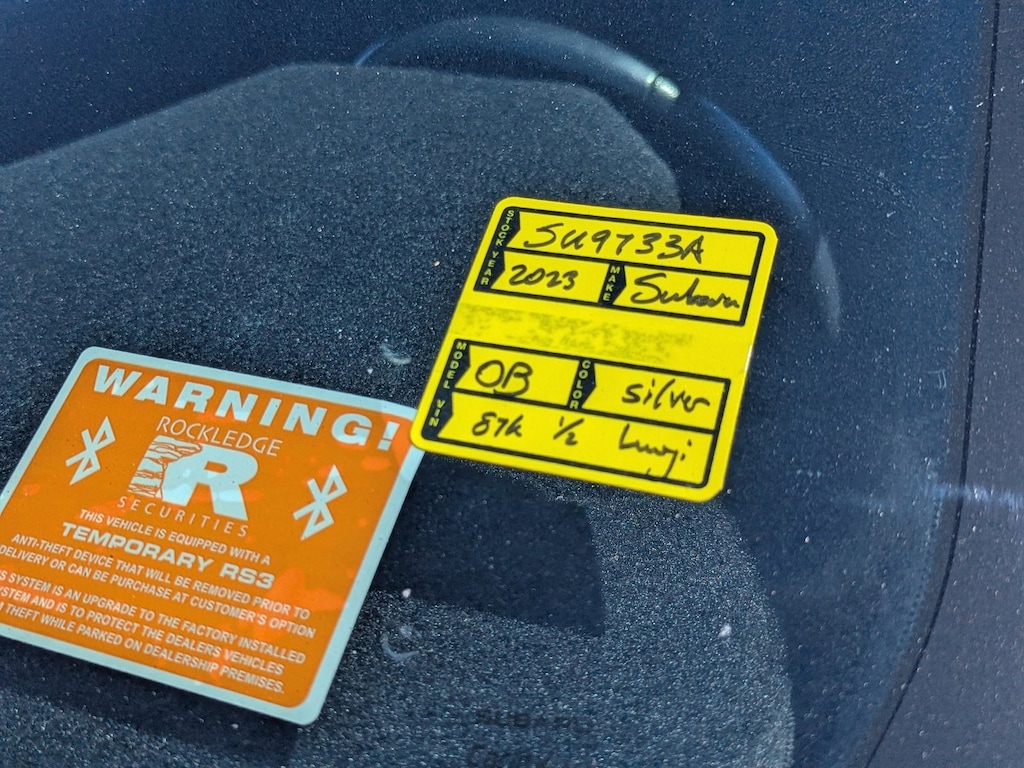 STOCK SU9733A
YEAR 2023 MAKE Subaru
MODEL OB COLOR silver
VIN 87k 1/2
WARNING!
ROCKLEDGE
R
SECURITIES
THIS VEHICLE IS EQUIPPED WITH A
TEMPORARY RS3
ANTI-THEFT DEVICE THAT WILL BE REMOVED PRIOR TO
DELIVERY OR CAN BE PURCHASE AT CUSTOMER'S OPTION
SYSTEM IS AN UPGRADE TO THE FACTORY INSTALLED
SYSTEM AND IS TO PROTECT THE DEALERS VEHICLES
THEFT WHILE PARKED ON DEALERSHIP PREMISES.
SUBARU